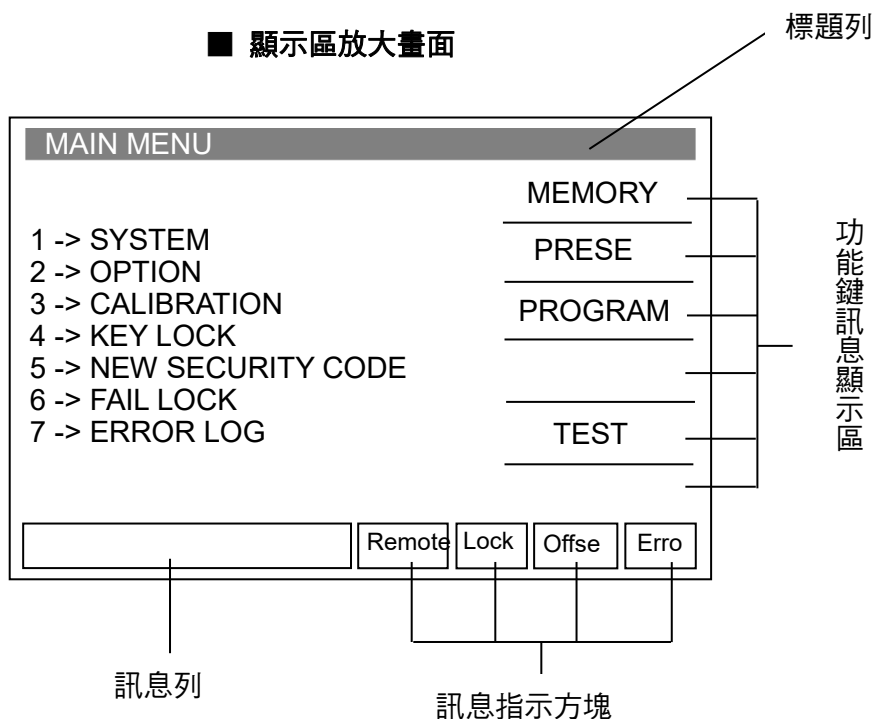 ■ 顯示區放大畫面
標題列
MAIN MENU
MEMORY
1 -> SYSTEM
PRESE
2 -> OPTION
3 -> CALIBRATION
PROGRAM
4 -> KEY LOCK
5 -> NEW SECURITY CODE
6 -> FAIL LOCK
7 -> ERROR LOG
TEST
功能鍵訊息顯示區
Remote Lock Offse Erro
訊息列
訊息指示方塊